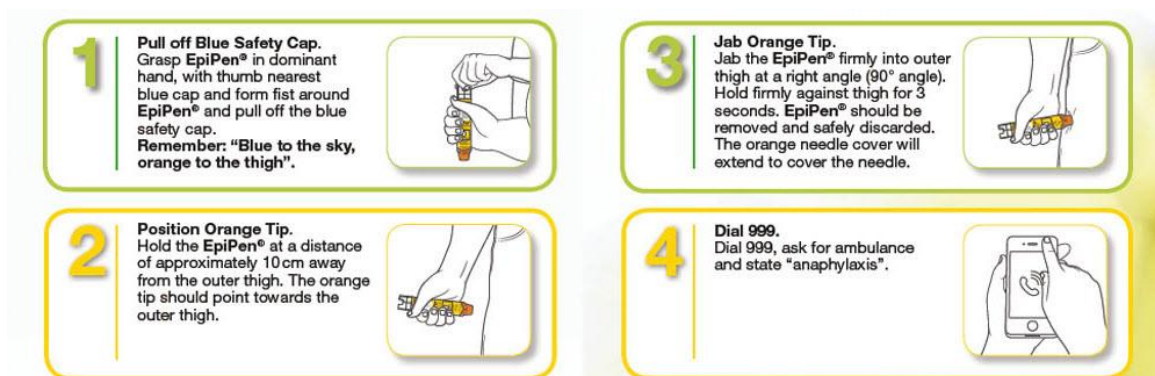 1
Pull off Blue Safety Cap.
Grasp EpiPen® in dominant
hand, with thumb nearest
blue cap and form fist around
EpiPen® and pull off the blue
safety cap.
Remember: “Blue to the sky,
orange to the thigh”.
2
Position Orange Tip.
Hold the EpiPen® at a distance
of approximately 10cm away
from the outer thigh. The orange
tip should point towards the
outer thigh.
3
Jab Orange Tip.
Jab the EpiPen® firmly into outer
thigh at a right angle (90° angle).
Hold firmly against thigh for 3
seconds. EpiPen® should be
removed and safely discarded.
The orange needle cover will
extend to cover the needle.
4
Dial 999.
Dial 999, ask for ambulance
and state “anaphylaxis”.